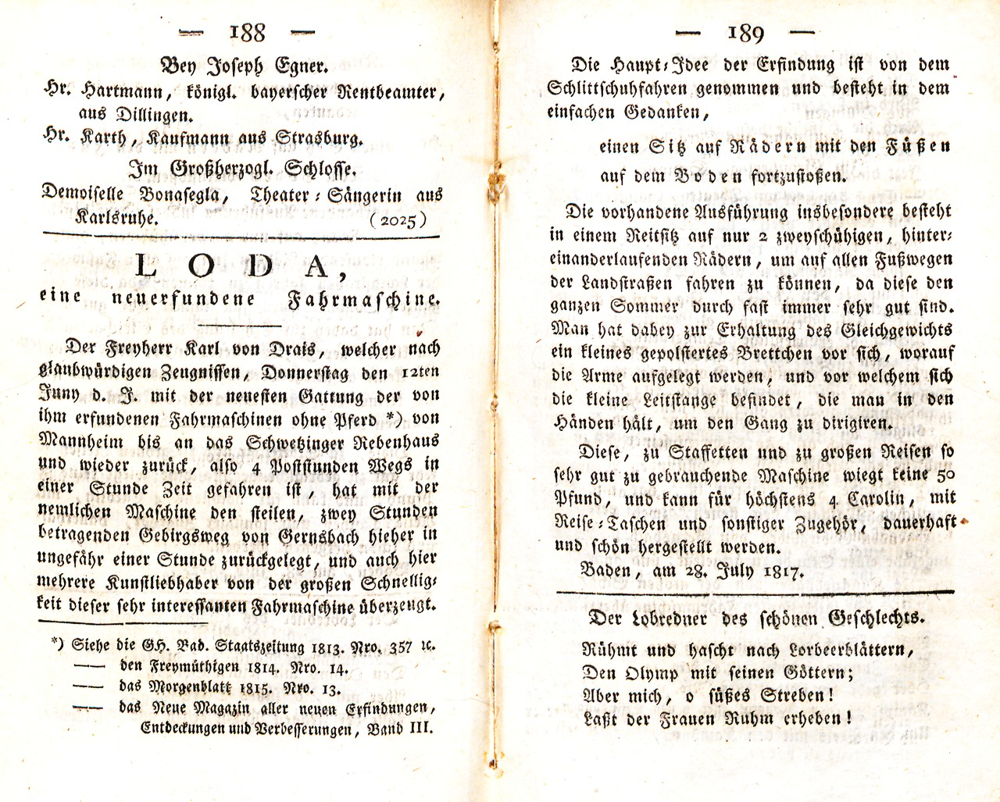 — 188 —
Bey Joseph Egner.
Hr. Hartmann, königl. bayerscher Rentbeamter,
aus Dillingen.
Hr. Karth, Kaufmann aus Strasburg.
Im Großherzogl. Schlosse.
Demoiselle Bonasegla, Theater-Sängerin aus
Karlsruhe. (2025)
LODA,
eine neuerfundene Fahrmaschine.
Der Freyherr Karl von Drais, welcher nach
glaubwürdigen Zeugnissen, Donnerstag den 12ten
Juny d. J. mit der neuesten Gattung der von
ihm erfundenen Fahrmaschinen ohne Pferd *) von
Mannheim bis an das Schwetzinger Rebenhaus
und wieder zurück, also 4 Poststunden Wegs in
einer Stunde Zeit gefahren ist, hat mit der
nemlichen Maschine den steilen, zwey Stunden
betragenden Gebirgsweg von Gernsbach hieher in
ungefähr einer Stunde zurückgelegt, und auch hier
mehrere Kunstliebhaber von der großen Schnellig-
keit dieser sehr interessanten Fahrmaschine überzeugt.
*) Siehe die GH. Bad. Staatszeitung 1813. Nro. 357 ꝛc.
— den Freymüthigen 1814. Nro. 14.
— das Morgenblatt 1815. Nro. 13.
— das Neue Magazin aller neuen Erfindungen,
Entdeckungen und Verbesserungen, Band III.
— 189 —
Die Haupt-Idee der Erfindung ist von dem
Schlittschuhfahren genommen und besteht in dem
einfachen Gedanken,
einen Sitz auf Rädern mit den Füßen
auf dem Boden fortzustoßen.
Die vorhandene Ausführung insbesondere besteht
in einem Reitsitz auf nur 2 zweyschühigen, hinter-
einanderlaufenden Rädern, um auf allen Fußwegen
der Landstraßen fahren zu können, da diese den
ganzen Sommer durch fast immer sehr gut sind.
Man hat dabey zur Erhaltung des Gleichgewichts
ein kleines gepolstertes Brettchen vor sich, worauf
die Arme aufgelegt werden, und vor welchem sich
die kleine Leitstange befindet, die man in den
Händen hält, um den Gang zu dirigiren.
Diese, zu Staffetten und zu großen Reisen so
sehr gut zu gebrauchende Maschine wiegt keine 50
Pfund, und kann für höchstens 4 Carolin, mit
Reise-Taschen und sonstiger Zugehör, dauerhaft
und schön hergestellt werden.
Baden, am 28. July 1817.
Der Lobredner des schönen Geschlechts.
Rühmt und hascht nach Lorbeerblättern,
Den Olymp mit seinen Göttern;
Aber mich, o süßes Streben!
Laßt der Frauen Ruhm erheben!